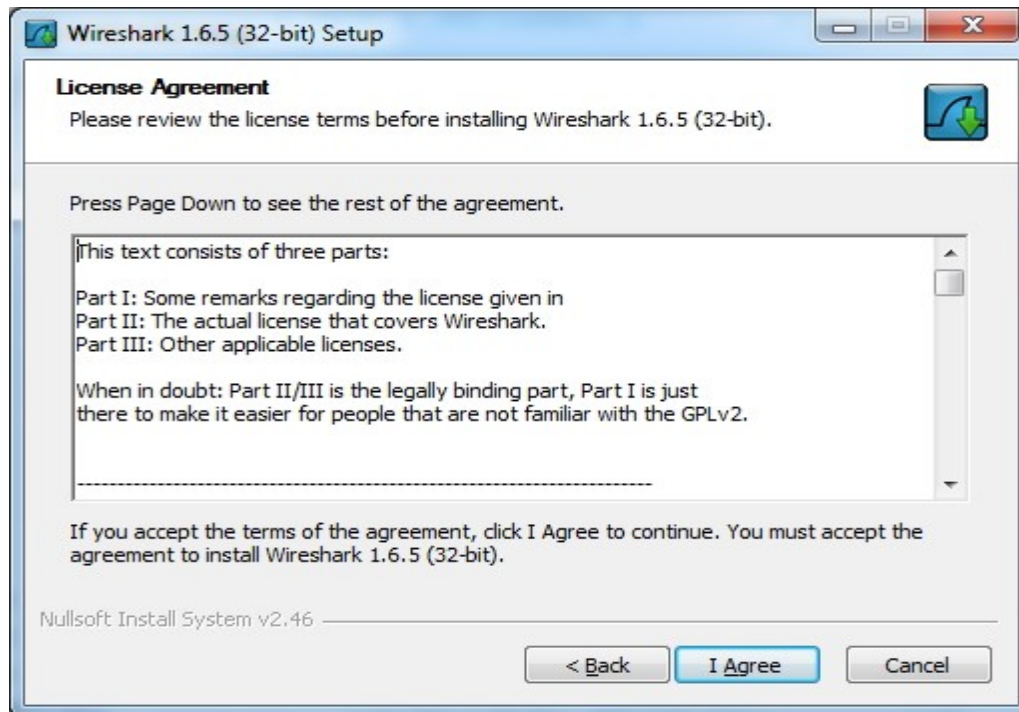 Wireshark 1.6.5 (32-bit) Setup
License Agreement
Please review the license terms before installing Wireshark 1.6.5 (32-bit).
Press Page Down to see the rest of the agreement.
This text consists of three parts:
Part I: Some remarks regarding the license given in
Part II: The actual license that covers Wireshark.
Part III: Other applicable licenses.
When in doubt: Part II/III is the legally binding part, Part I is just
there to make it easier for people that are not familiar with the GPLv2.
------------------------------------------------------------------------
If you accept the terms of the agreement, click I Agree to continue. You must accept the
agreement to install Wireshark 1.6.5 (32-bit).
Nullsoft Install System v2.46
< Back
I Agree
Cancel